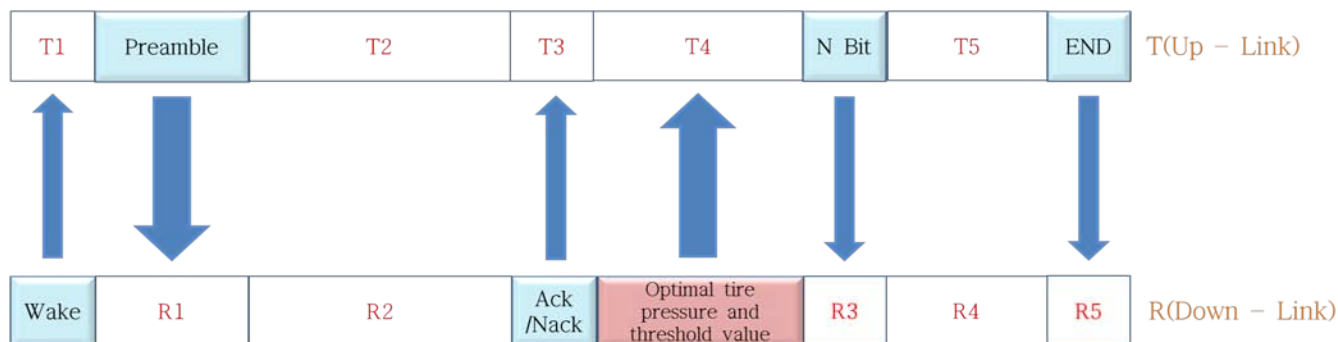 T1
Preamble
T2
T3
T4
N Bit
T5
END
T(Up – Link)
Wake
R1
R2
Ack
/Nack
Optimal tire
pressure and
threshold value
R3
R4
R5
R(Down – Link)